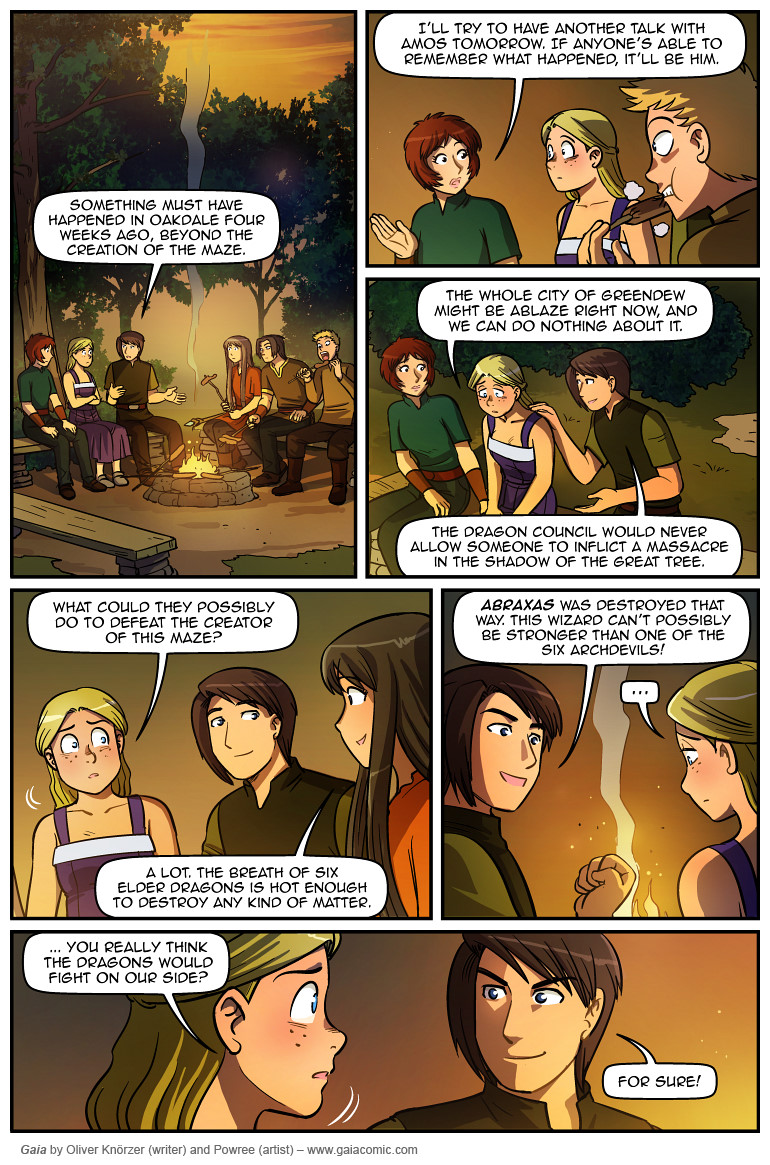 SOMETHING MUST HAVE
HAPPENED IN OAKDALE FOUR
WEEKS AGO, BEYOND THE
CREATION OF THE MAZE.
I'LL TRY TO HAVE ANOTHER TALK WITH
AMOS TOMORROW. IF ANYONE'S ABLE TO
REMEMBER WHAT HAPPENED, IT'LL BE HIM.
THE WHOLE CITY OF GREENDEW
MIGHT BE ABLAZE RIGHT NOW, AND
WE CAN DO NOTHING ABOUT IT.
THE DRAGON COUNCIL WOULD NEVER
ALLOW SOMEONE TO INFLICT A MASSACRE
IN THE SHADOW OF THE GREAT TREE.
WHAT COULD THEY POSSIBLY
DO TO DEFEAT THE CREATOR
OF THIS MAZE?
A LOT. THE BREATH OF SIX
ELDER DRAGONS IS HOT ENOUGH
TO DESTROY ANY KIND OF MATTER.
ABRAXAS WAS DESTROYED THAT
WAY. THIS WIZARD CAN'T POSSIBLY
BE STRONGER THAN ONE OF THE
SIX ARCHDEVILS!
...
... YOU REALLY THINK
THE DRAGONS WOULD
FIGHT ON OUR SIDE?
FOR SURE!
Gaia by Oliver Knörzer (writer) and Powree (artist) – www.gaiacomic.com